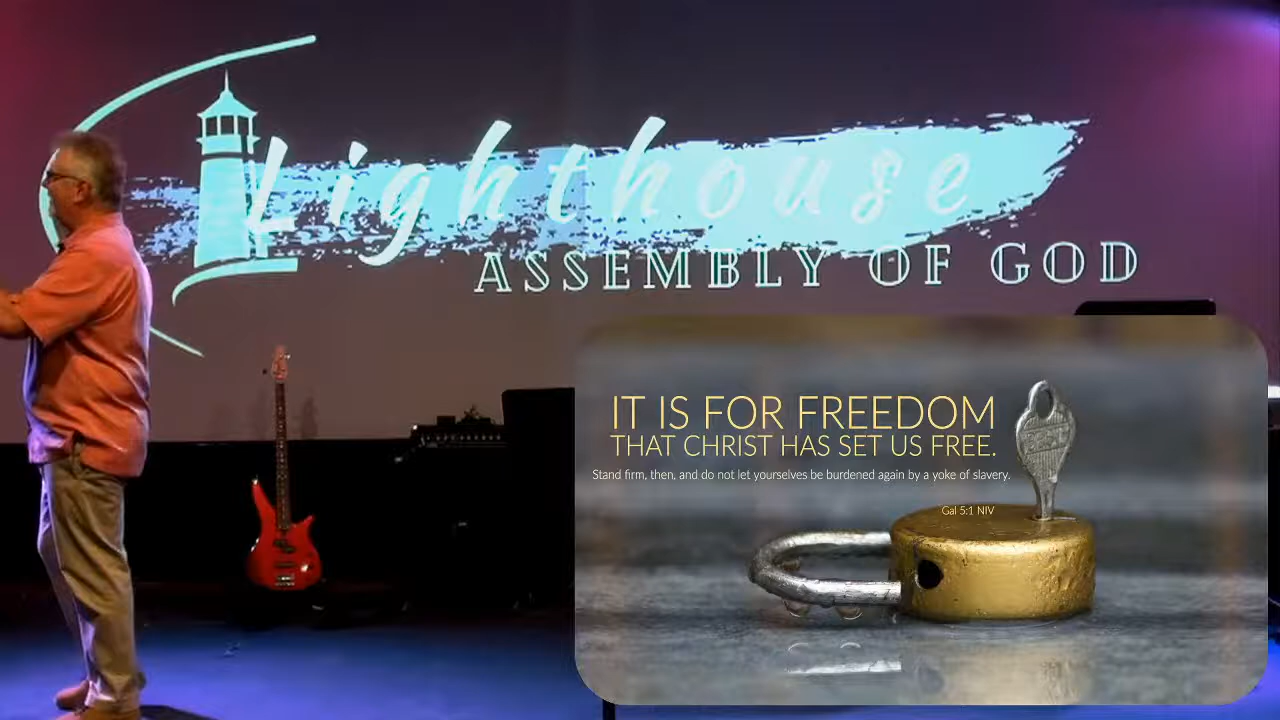 Lighthouse
ASSEMBLY OF GOD
IT IS FOR FREEDOM
THAT CHRIST HAS SET US FREE.
Stand firm, then, and do not let yourselves be burdened again by a yoke of slavery.
Gal 5:1 NIV